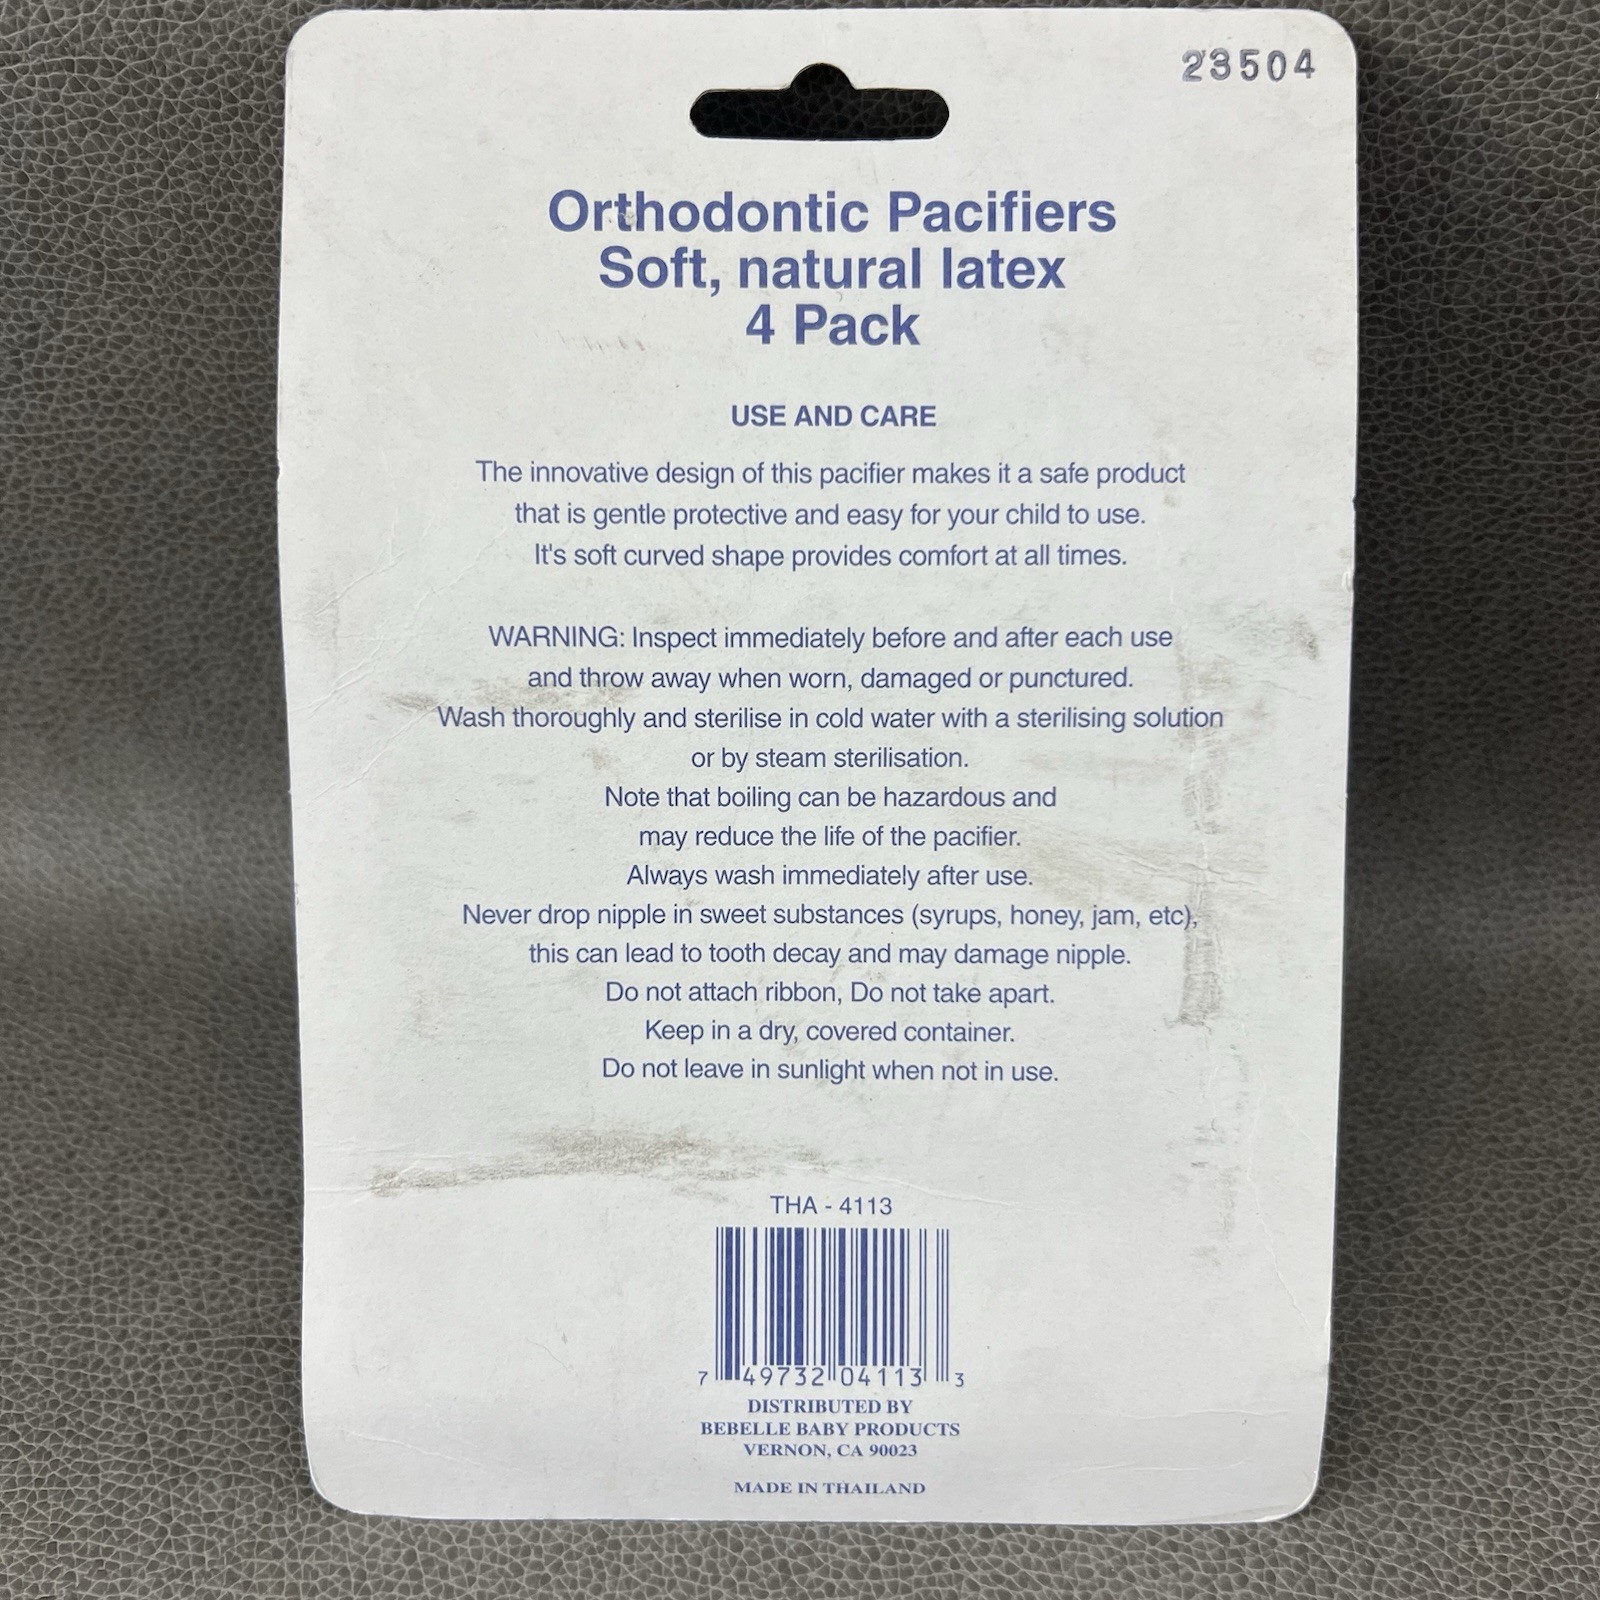 23504
Orthodontic Pacifiers
Soft, natural latex
4 Pack
USE AND CARE
The innovative design of this pacifier makes it a safe product
that is gentle protective and easy for your child to use.
It's soft curved shape provides comfort at all times.
WARNING: Inspect immediately before and after each use
and throw away when worn, damaged or punctured.
Wash thoroughly and sterilise in cold water with a sterilising solution
or by steam sterilisation.
Note that boiling can be hazardous and
may reduce the life of the pacifier.
Always wash immediately after use.
Never drop nipple in sweet substances (syrups, honey, jam, etc),
this can lead to tooth decay and may damage nipple.
Do not attach ribbon, Do not take apart.
Keep in a dry, covered container.
Do not leave in sunlight when not in use.
THA - 4113
7 49732 04113 3
DISTRIBUTED BY
BEBELLE BABY PRODUCTS
VERNON, CA 90023
MADE IN THAILAND